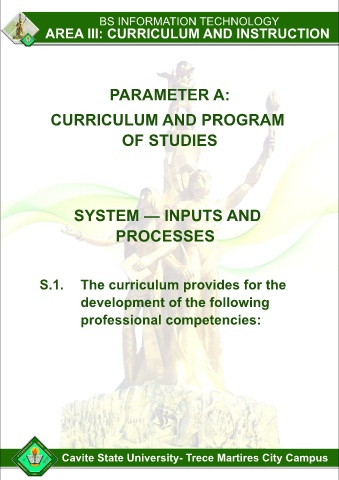 BS INFORMATION TECHNOLOGY
AREA III: CURRICULUM AND INSTRUCTION
PARAMETER A:
CURRICULUM AND PROGRAM
OF STUDIES
SYSTEM — INPUTS AND
PROCESSES
S.1. The curriculum provides for the
development of the following
professional competencies:
Cavite State University- Trece Martires City Campus